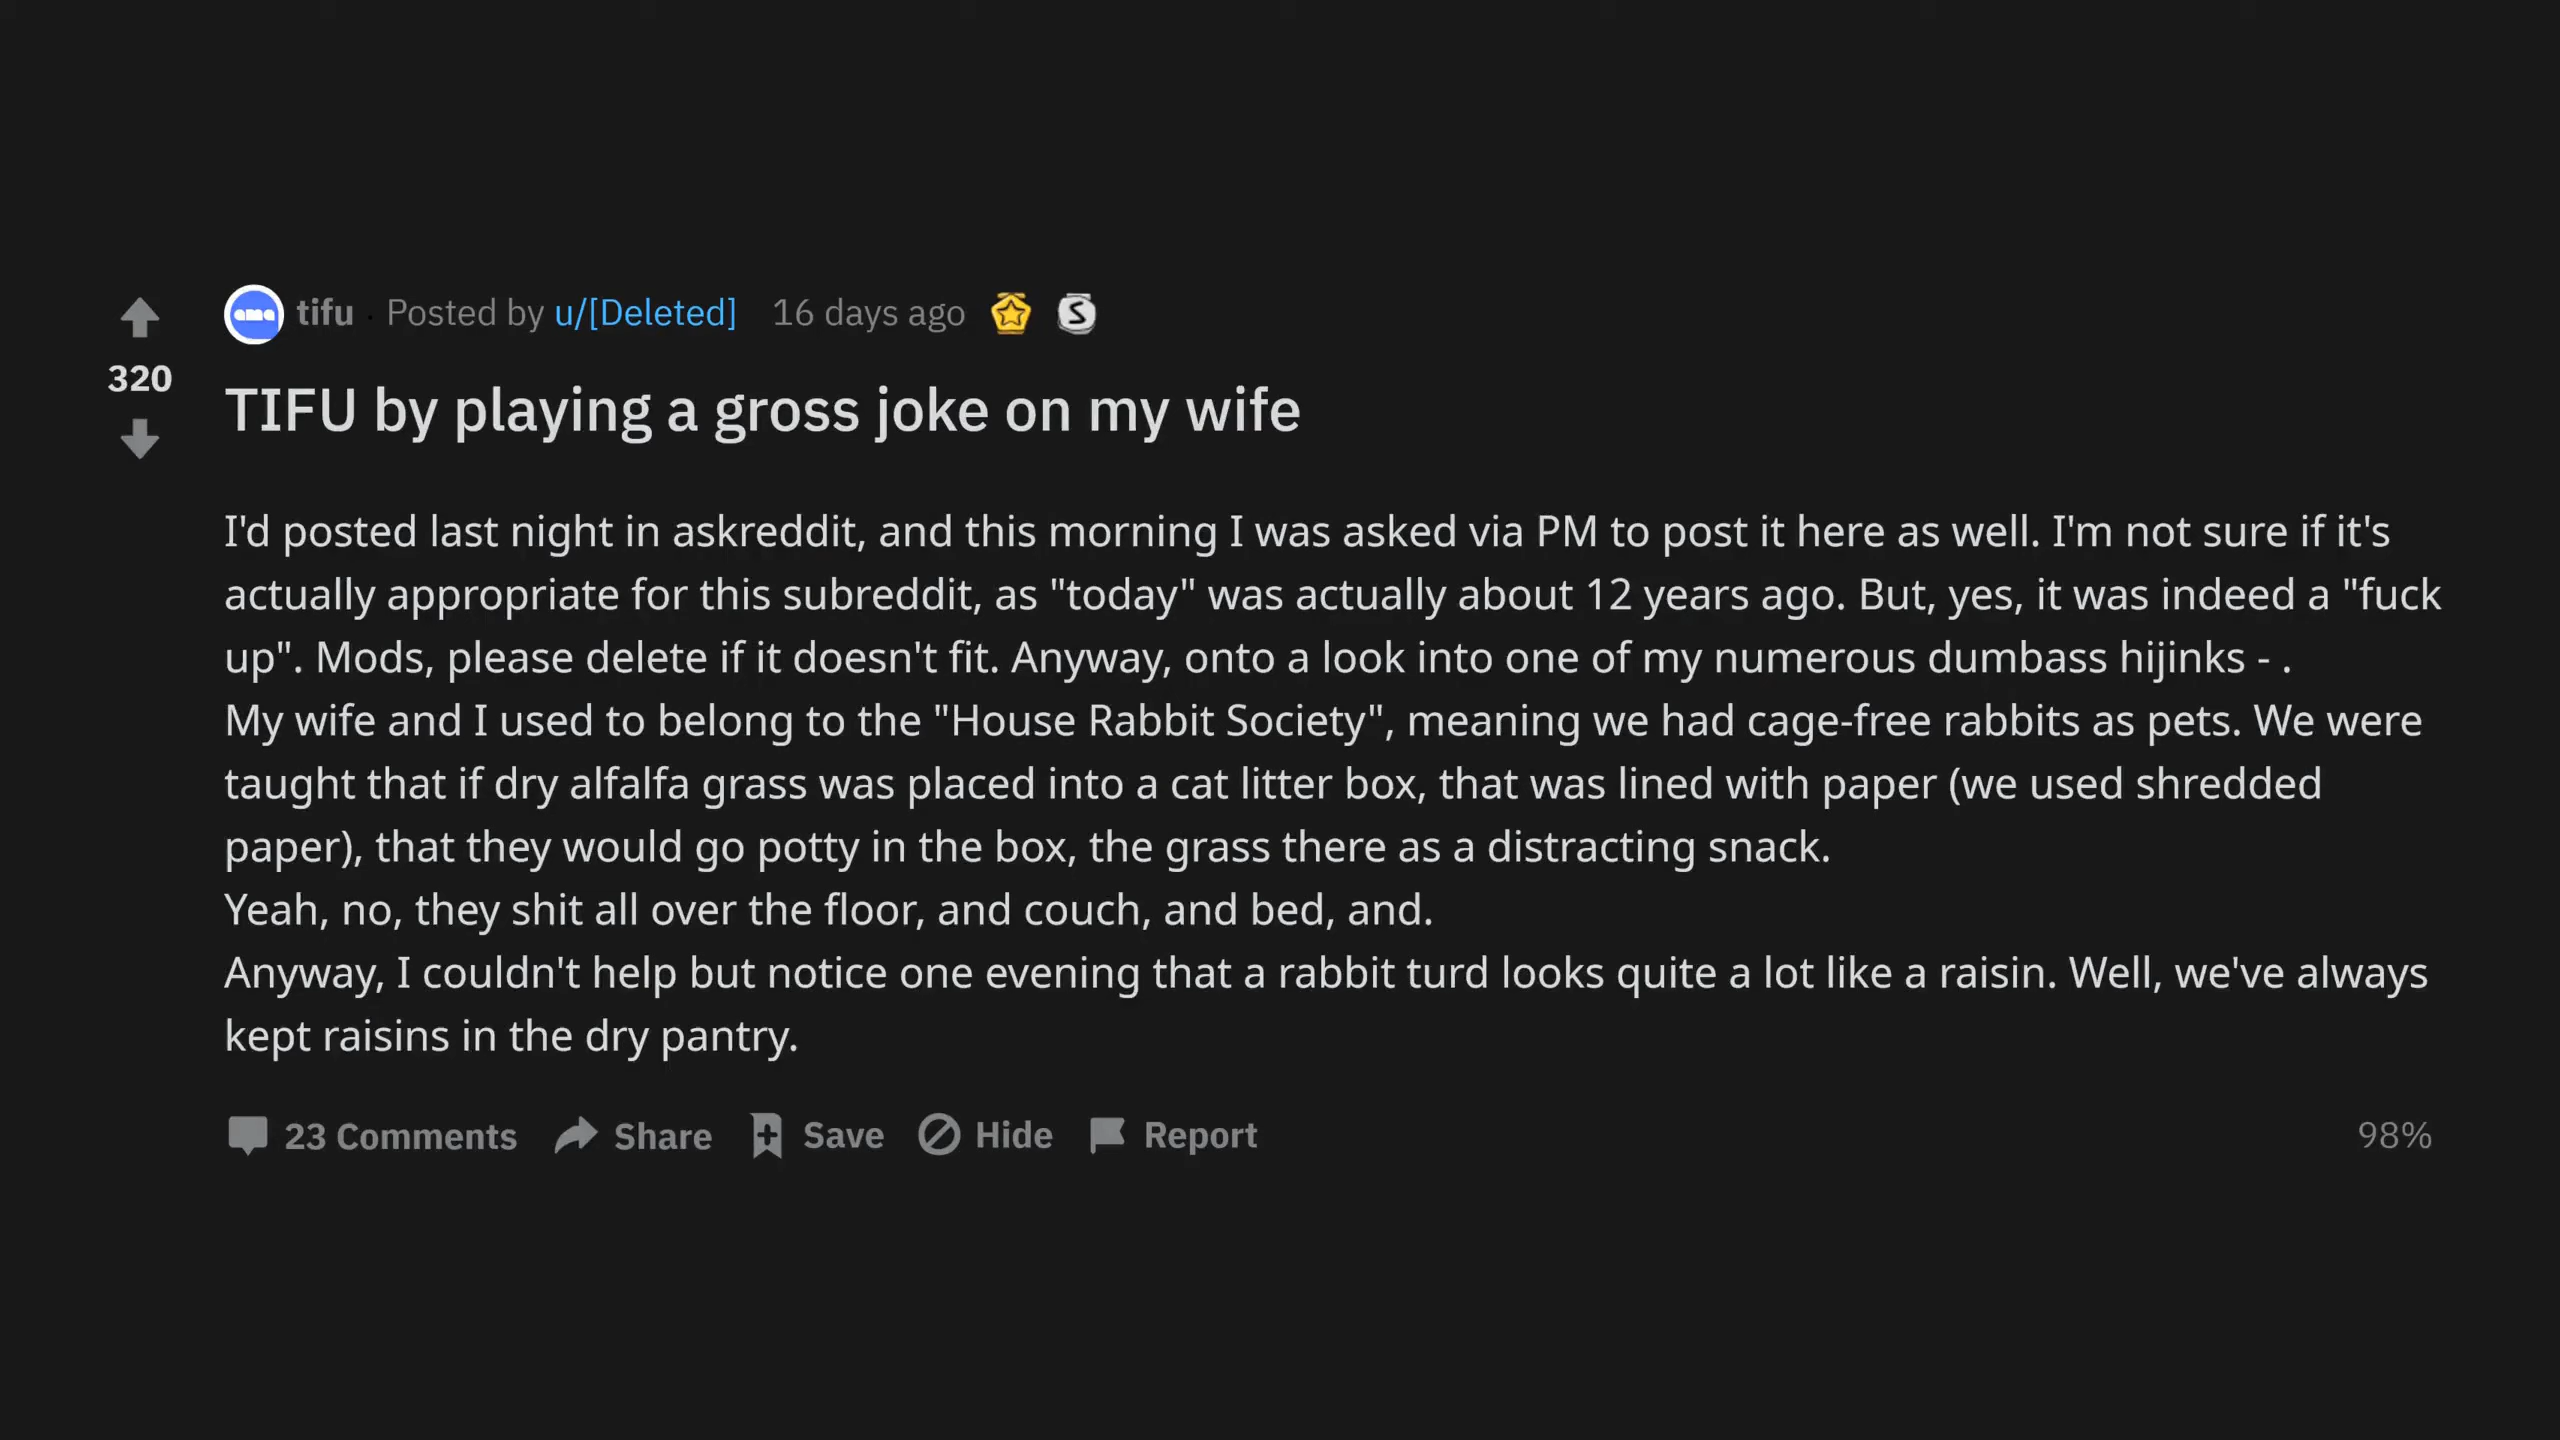 ama tifu · Posted by u/[Deleted] 16 days ago S
320
TIFU by playing a gross joke on my wife
I'd posted last night in askreddit, and this morning I was asked via PM to post it here as well. I'm not sure if it's
actually appropriate for this subreddit, as "today" was actually about 12 years ago. But, yes, it was indeed a "fuck
up". Mods, please delete if it doesn't fit. Anyway, onto a look into one of my numerous dumbass hijinks - .
My wife and I used to belong to the "House Rabbit Society", meaning we had cage-free rabbits as pets. We were
taught that if dry alfalfa grass was placed into a cat litter box, that was lined with paper (we used shredded
paper), that they would go potty in the box, the grass there as a distracting snack.
Yeah, no, they shit all over the floor, and couch, and bed, and.
Anyway, I couldn't help but notice one evening that a rabbit turd looks quite a lot like a raisin. Well, we've always
kept raisins in the dry pantry.
23 Comments Share Save Hide Report 98%